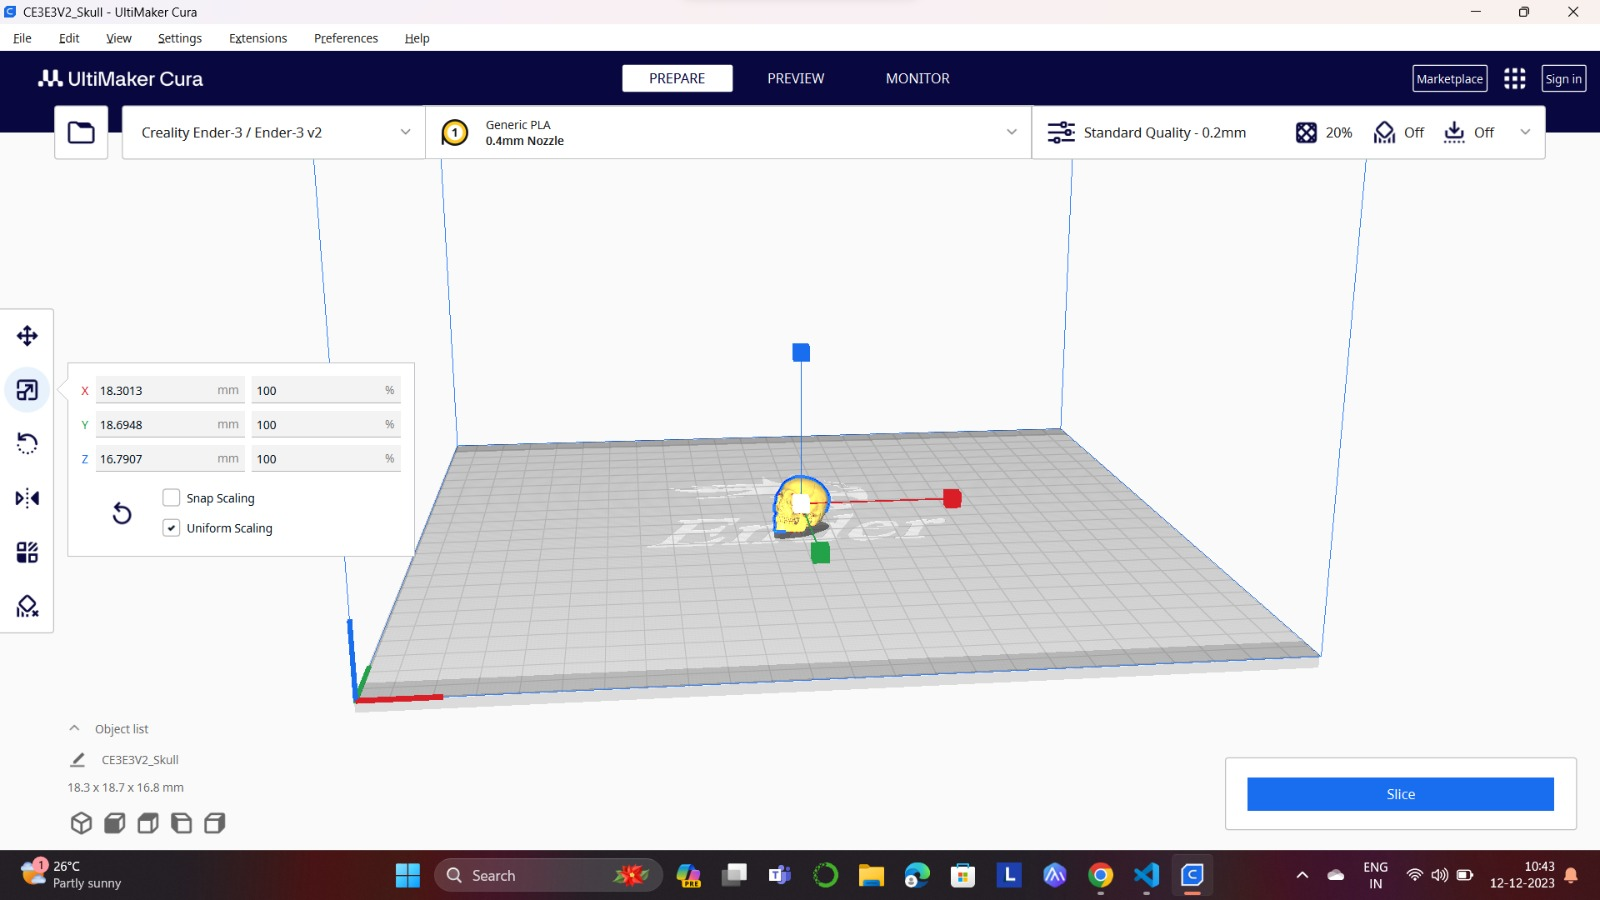 CE3E3V2_Skull - UltiMaker Cura
File Edit View Settings Extensions Preferences Help
UltiMaker Cura
PREPARE PREVIEW MONITOR
Marketplace
Sign in
Creality Ender-3 / Ender-3 v2
1
Generic PLA
0.4mm Nozzle
Standard Quality - 0.2mm
20%
Off
Off
X 18.3013 mm 100 %
Y 18.6948 mm 100 %
Z 16.7907 mm 100 %
Snap Scaling
Uniform Scaling
Ender
Object list
CE3E3V2_Skull
18.3 x 18.7 x 16.8 mm
Slice
1
26°C
Partly sunny
Search
PRE
L
ENG
IN
10:43
12-12-2023